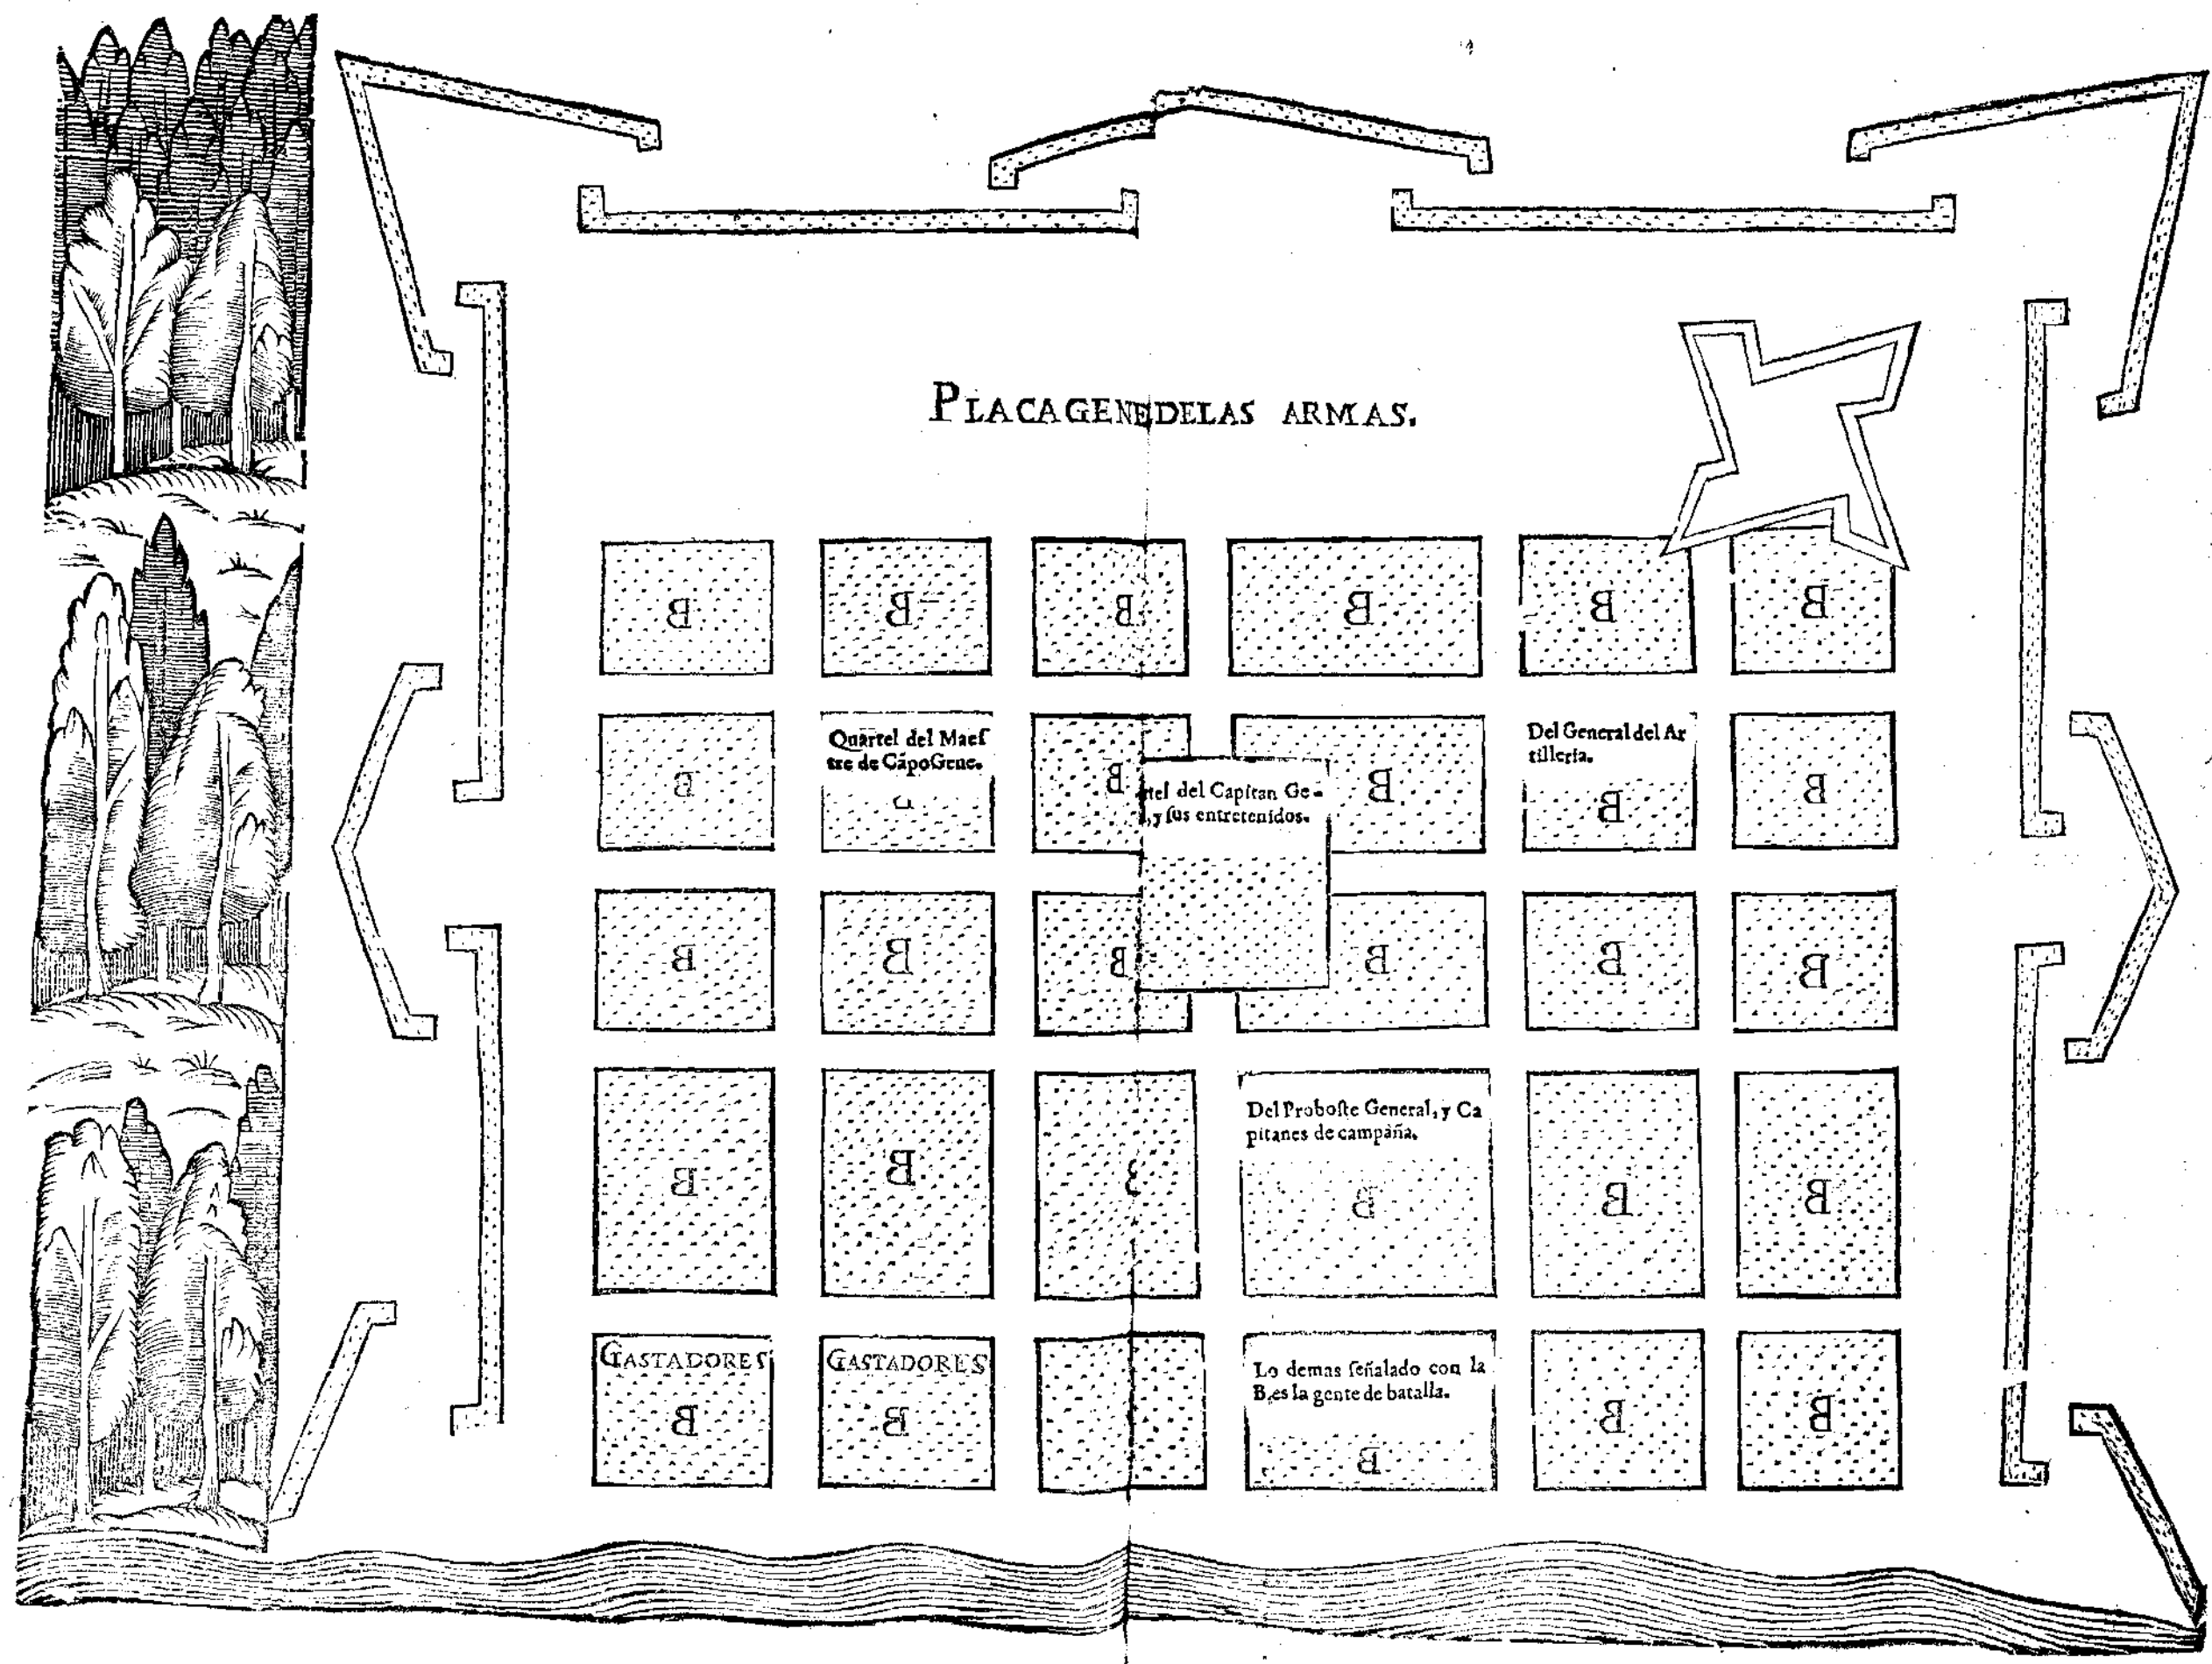 PLACAGENEDELAS ARMAS.
B B B B B B
Quartel del Maeſ
tre de CãpoGene.
B
tel del Capitan Ge-
,y ſus entretenidos.
B
Del General del Ar
tilleria.
B
B
B B B B B B
B
B
Del Proboſte General, y Ca
pitanes de campaña.
B
B
B
GASTADORES
B
GASTADORES
B
Lo demas ſeñalado con la
B,es la gente de batalla.
B
B
B